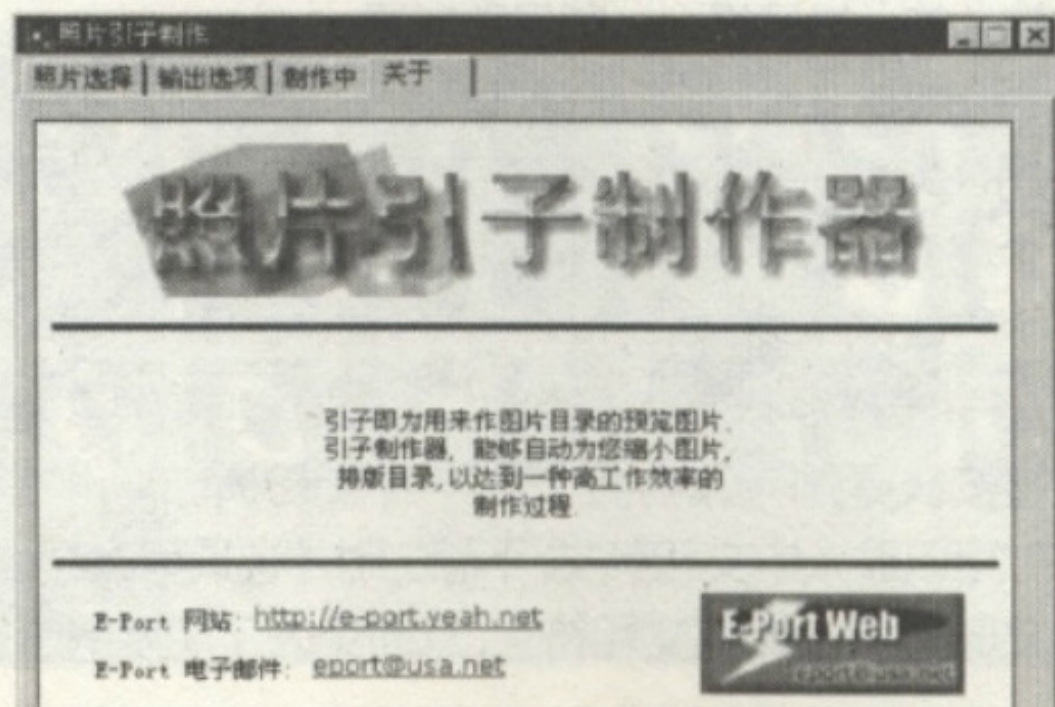 照片引子制作
照片选择 输出选项 制作中 关于
照片引子制作器
引子即为用来作图片目录的预览图片.
引子制作器, 能够自动为您缩小图片,
排版目录,以达到一种高工作效率的
制作过程
E-Port 网站: http://e-port.yeah.net
E-Port 电子邮件: eport@usa.net
E-Port Web
eport@usa.net